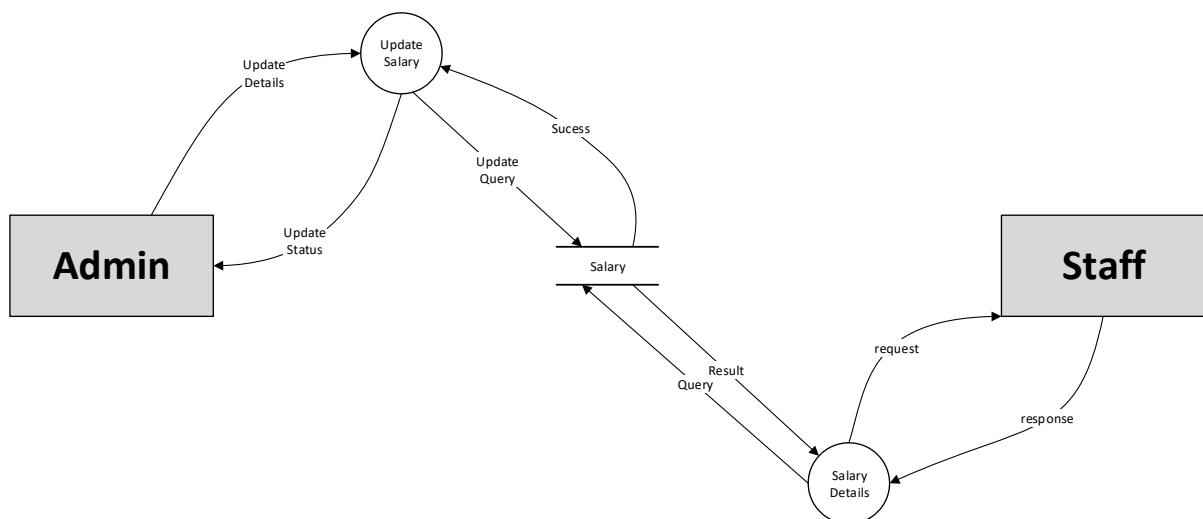 Update
Salary
Update
Details
Sucess
Update
Query
Update
Status
Admin
Salary
Staff
request
Result
Query
response
Salary
Details